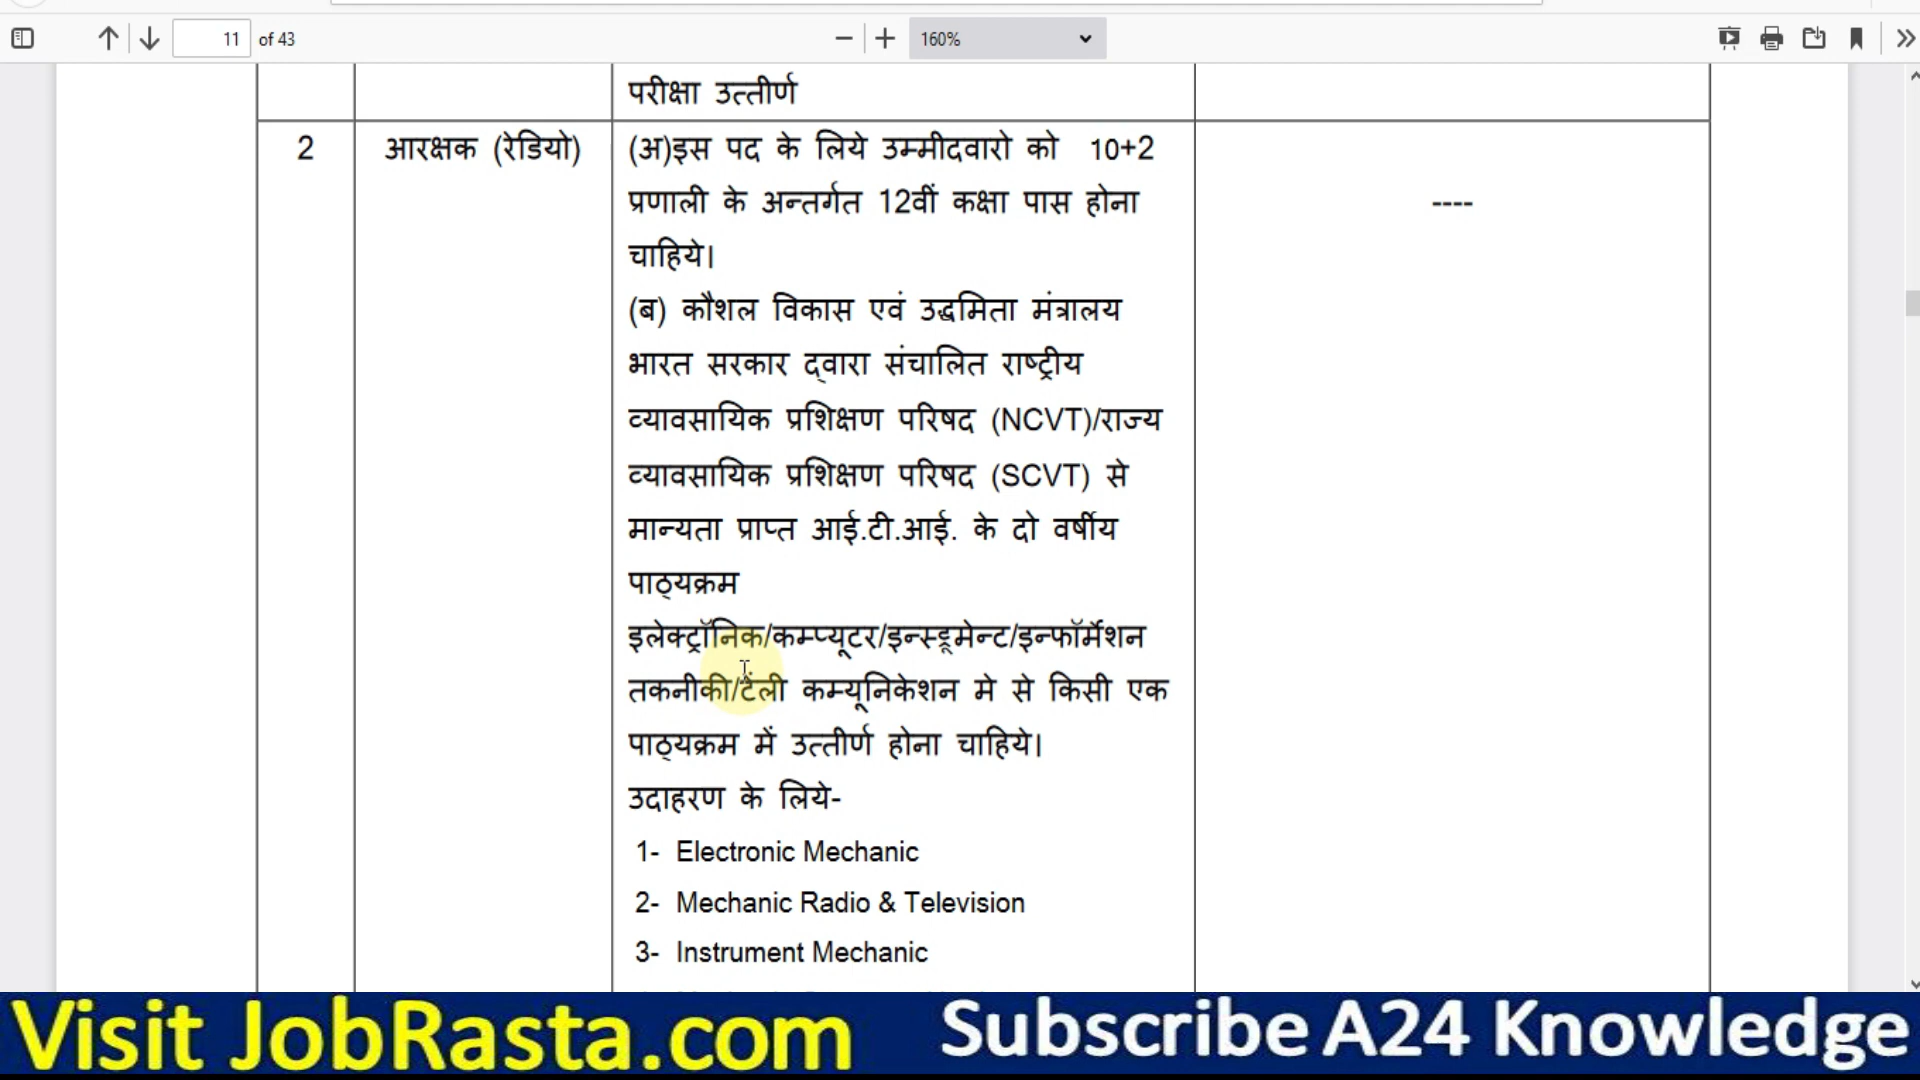 11 of 43
160%
परीक्षा उत्तीर्ण
2 आरक्षक (रेडियो) (अ)इस पद के लिये उम्मीदवारो को 10+2
प्रणाली के अन्तर्गत 12वीं कक्षा पास होना ----
चाहिये।
(ब) कौशल विकास एवं उद्धमिता मंत्रालय
भारत सरकार द्वारा संचालित राष्ट्रीय
व्यावसायिक प्रशिक्षण परिषद (NCVT)/राज्य
व्यावसायिक प्रशिक्षण परिषद (SCVT) से
मान्यता प्राप्त आई.टी.आई. के दो वर्षीय
पाठ्यक्रम
इलेक्ट्रॉनिक/कम्प्यूटर/इन्स्ड्रूमेन्ट/इन्फॉर्मेशन
तकनीकी/टेली कम्यूनिकेशन मे से किसी एक
पाठ्यक्रम में उत्तीर्ण होना चाहिये।
उदाहरण के लिये-
1- Electronic Mechanic
2- Mechanic Radio & Television
3- Instrument Mechanic
Visit JobRasta.com Subscribe A24 Knowledge